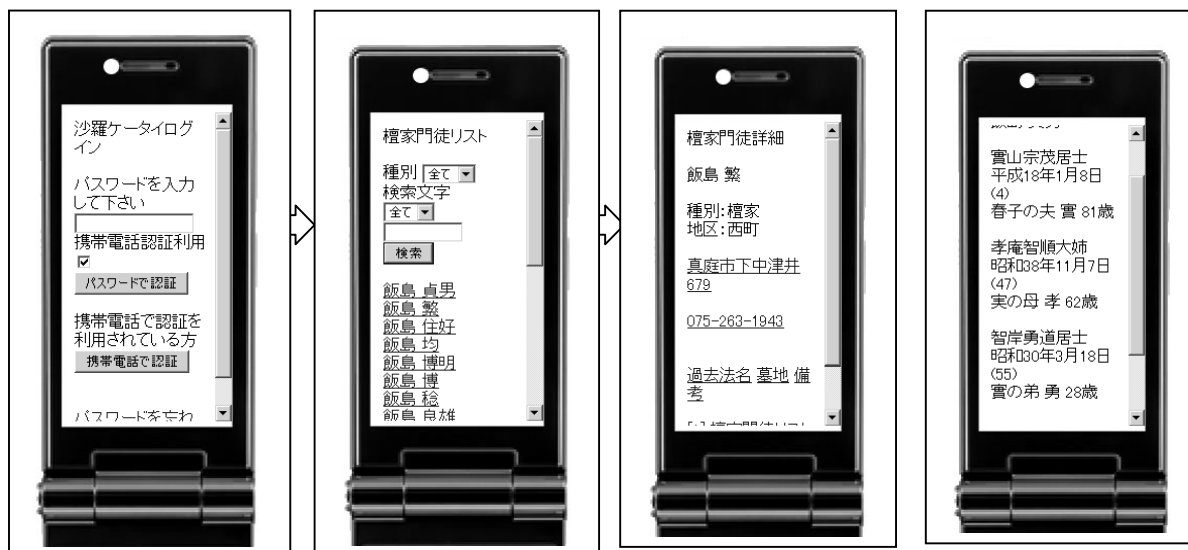 沙羅ケータイログ
イン
パスワードを入力
して下さい
携帯電話認証利用
パスワードで認証
携帯電話で認証を
利用されている方
携帯電話で認証
パスワードを忘れ
檀家門徒リスト
種別 全て
検索文字
全て
検索
飯島 貞男
飯島 繁
飯島 住好
飯島 均
飯島 博明
飯島 博
飯島 稔
飯島 良雄
檀家門徒詳細
飯島 繁
種別:檀家
地区:西町
真庭市下中津井
679
075-263-1943
過去法名 墓地 備
考
檀家門徒リスト
實山宗茂居士
平成18年1月8日
(4)
春子の夫 實 81歳
孝庵智順大姉
昭和38年11月7日
(47)
実の母 孝 62歳
智岸勇道居士
昭和30年3月18日
(55)
實の弟 勇 28歳